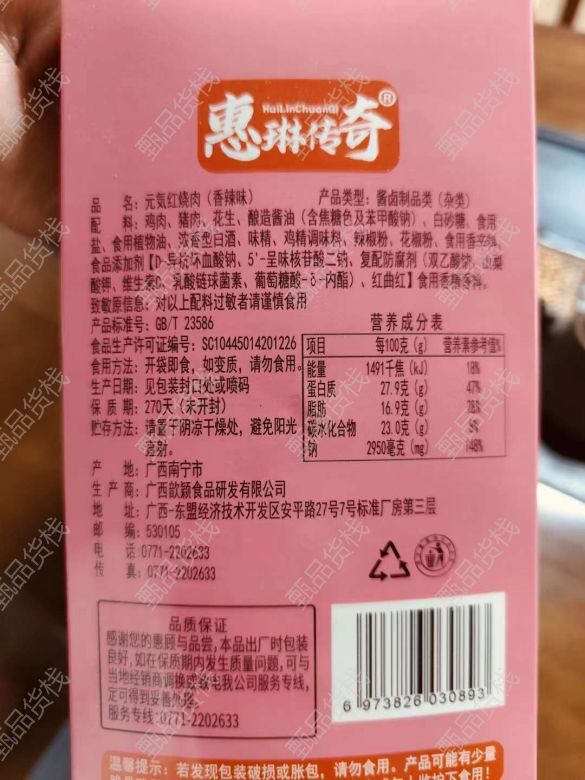 HuiLinChuanQi
惠琳传奇®
品 名：元気红烧肉（香辣味） 产品类型：酱卤制品类（杂类）
配 料：鸡肉、猪肉、花生、酿造酱油（含焦糖色及苯甲酸钠）、白砂糖、食用
盐、食用植物油、浓香型白酒、味精、鸡精调味料、辣椒粉、花椒粉、食用香辛料、
食品添加剂【D-异抗坏血酸钠、5'-呈味核苷酸二钠、复配防腐剂（双乙酸钠、山梨
酸钾、维生素C、乳酸链球菌素、葡萄糖酸-δ-内酯）、红曲红】食用香精香料。
致敏原信息：对以上配料过敏者请谨慎食用
产品标准号：GB/T 23586
食品生产许可证编号：SC10445014201226
食用方法：开袋即食，如变质，请勿食用。
生产日期：见包装封口处或喷码
保 质 期：270天（未开封）
贮存方法：请置于阴凉干燥处，避免阳光
直射。
营养成分表
项目 每100克(g) 营养素参考值%
能量 1491千焦(kJ) 18%
蛋白质 27.9克(g) 47%
脂肪 16.9克(g) 28%
碳水化合物 23.0克(g) 8%
钠 2950毫克(mg) 148%
产 地：广西南宁市
生 产 商：广西歆颖食品研发有限公司
地 址：广西-东盟经济技术开发区安平路27号7号标准厂房第三层
邮 编：530105
电 话：0771-2202633
传 真：0771-2202633
品质保证
感谢您的惠顾与品尝，本品出厂时包装
良好，如在保质期内发生质量问题，可与
当地经销商调换或致电我公司服务专线，
定可得到妥善处理。
服务专线：0771-2202633
6 973826 030893
温馨提示：若发现包装破损或胀包，请勿食用。产品可能有少量
甄品货栈